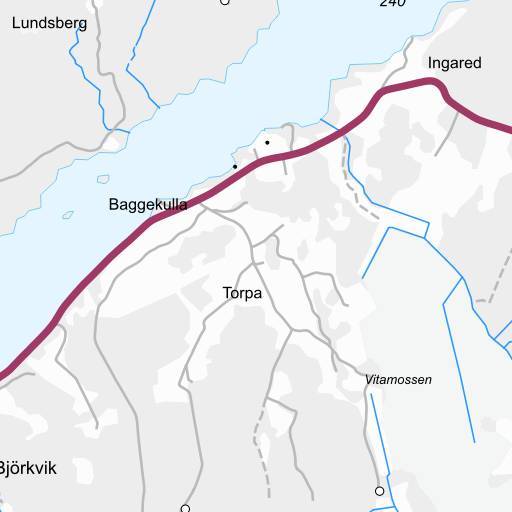 240
Lundsberg
Ingared
Baggekulla
Torpa
Vitamossen
Björkvik